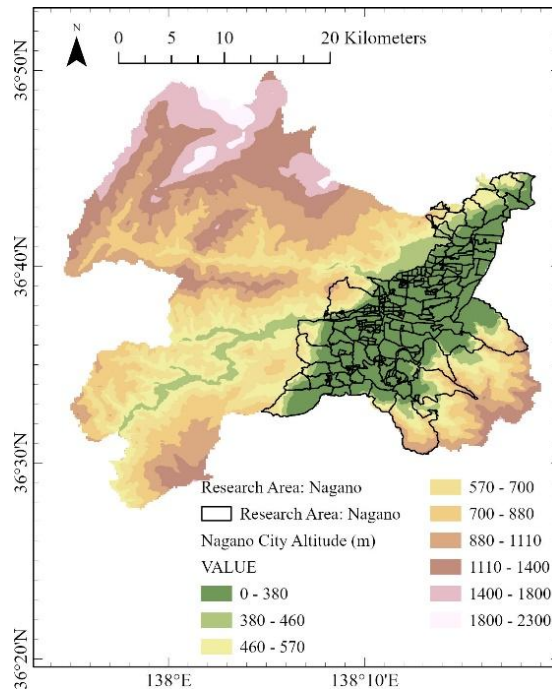 N
0 5 10 20 Kilometers
36°50'N
36°40'N
36°30'N
36°20'N
Research Area: Nagano
Research Area: Nagano
Nagano City Altitude (m)
VALUE
0 - 380
380 - 460
460 - 570
570 - 700
700 - 880
880 - 1110
1110 - 1400
1400 - 1800
1800 - 2300
138°E
138°10'E